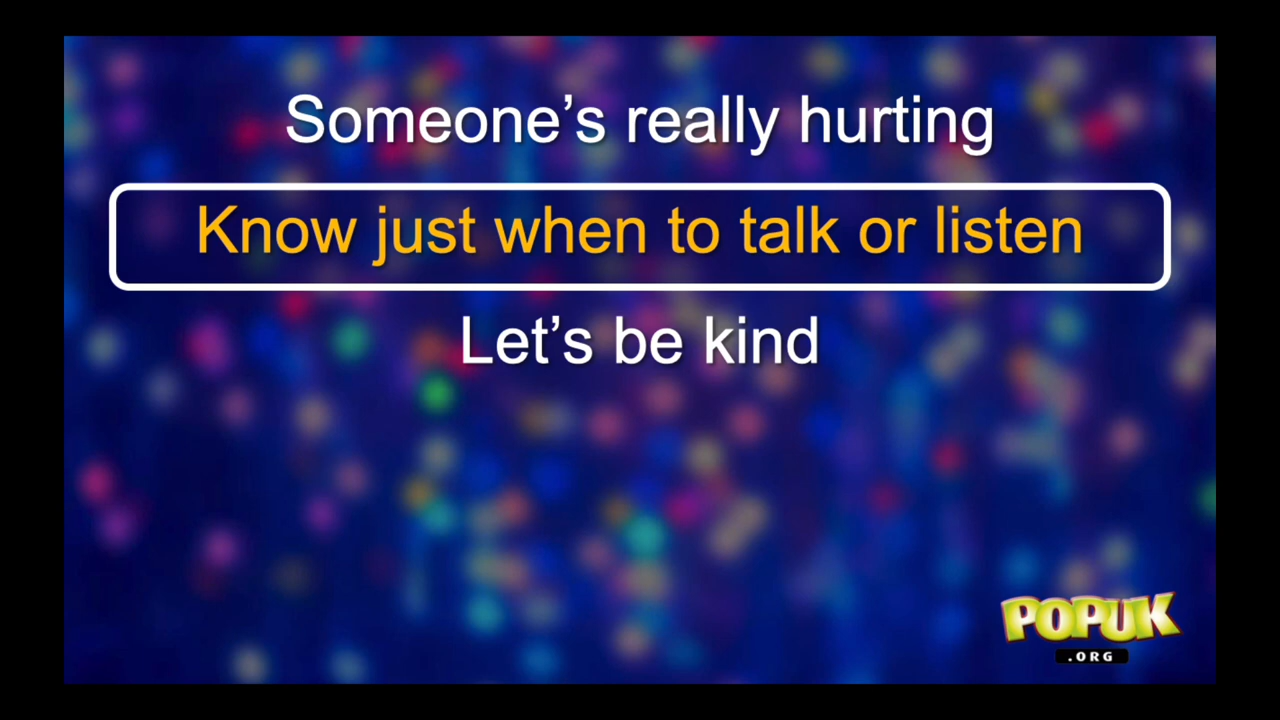 Someone’s really hurting
Know just when to talk or listen
Let’s be kind
POPUK
.ORG